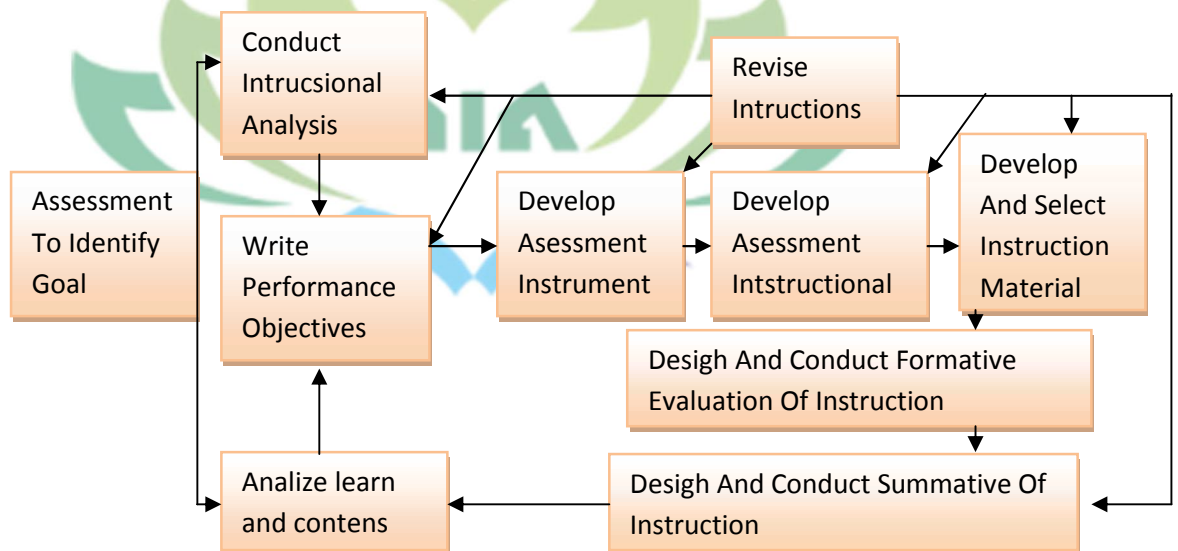 Conduct
Intrucsional
Analysis
Revise
Intructions
Assessment
To Identify
Goal
Write
Performance
Objectives
Develop
Asessment
Instrument
Develop
Asessment
Intstructional
Develop
And Select
Instruction
Material
Desigh And Conduct Formative
Evaluation Of Instruction
Analize learn
and contens
Desigh And Conduct Summative Of
Instruction